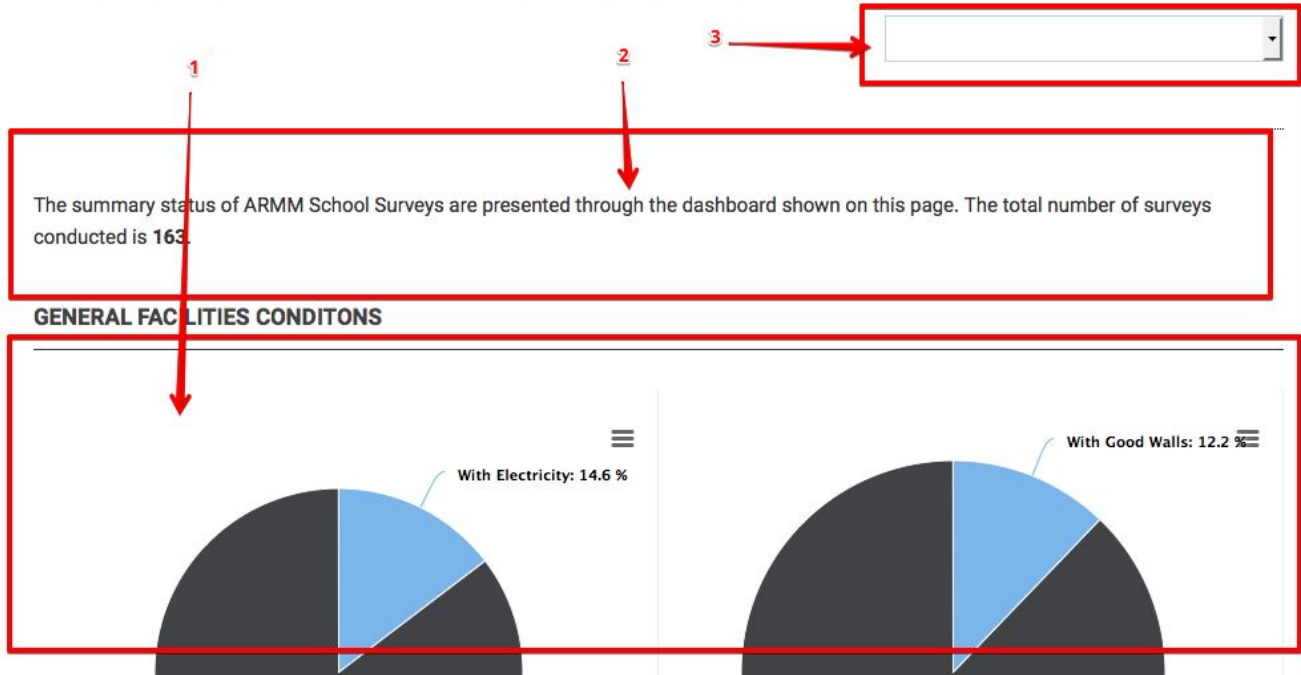 3
2
1
The summary status of ARMM School Surveys are presented through the dashboard shown on this page. The total number of surveys
conducted is 163.
GENERAL FACILITIES CONDITONS
With Good Walls: 12.2 %
With Electricity: 14.6 %